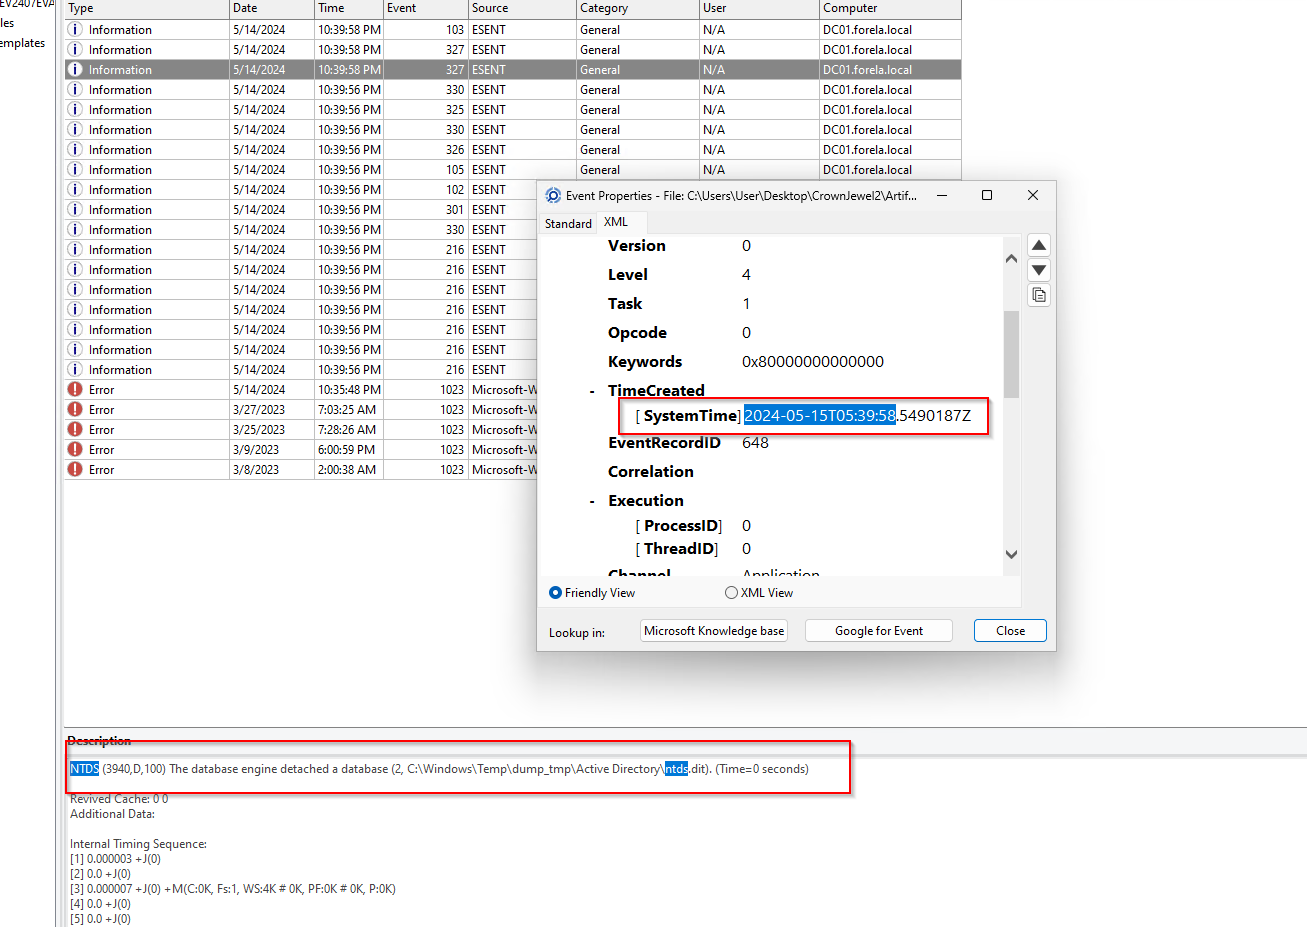 EV2407/EVA
les
emplates
Type Date Time Event Source Category User Computer
Information 5/14/2024 10:39:58 PM 103 ESENT General N/A DC01.forela.local
Information 5/14/2024 10:39:58 PM 327 ESENT General N/A DC01.forela.local
Information 5/14/2024 10:39:58 PM 327 ESENT General N/A DC01.forela.local
Information 5/14/2024 10:39:56 PM 330 ESENT General N/A DC01.forela.local
Information 5/14/2024 10:39:56 PM 325 ESENT General N/A DC01.forela.local
Information 5/14/2024 10:39:56 PM 330 ESENT General N/A DC01.forela.local
Information 5/14/2024 10:39:56 PM 326 ESENT General N/A DC01.forela.local
Information 5/14/2024 10:39:56 PM 105 ESENT General N/A DC01.forela.local
Information 5/14/2024 10:39:56 PM 102 ESENT
Information 5/14/2024 10:39:56 PM 301 ESENT
Information 5/14/2024 10:39:56 PM 330 ESENT
Information 5/14/2024 10:39:56 PM 216 ESENT
Information 5/14/2024 10:39:56 PM 216 ESENT
Information 5/14/2024 10:39:56 PM 216 ESENT
Information 5/14/2024 10:39:56 PM 216 ESENT
Information 5/14/2024 10:39:56 PM 216 ESENT
Information 5/14/2024 10:39:56 PM 216 ESENT
Information 5/14/2024 10:39:56 PM 216 ESENT
Error 5/14/2024 10:35:48 PM 1023 Microsoft-W
Error 3/27/2023 7:03:25 AM 1023 Microsoft-W
Error 3/25/2023 7:28:26 AM 1023 Microsoft-W
Error 3/9/2023 6:00:59 PM 1023 Microsoft-W
Error 3/8/2023 2:00:38 AM 1023 Microsoft-W
Event Properties - File: C:\Users\User\Desktop\CrownJewel2\Artif...
Standard XML
Version 0
Level 4
Task 1
Opcode 0
Keywords 0x80000000000000
- TimeCreated
[ SystemTime] 2024-05-15T05:39:58.5490187Z
EventRecordID 648
Correlation
- Execution
[ ProcessID] 0
[ ThreadID] 0
Channel Application
Friendly View XML View
Lookup in: Microsoft Knowledge base Google for Event Close
Description
NTDS (3940,D,100) The database engine detached a database (2, C:\Windows\Temp\dump_tmp\Active Directory\ntds.dit). (Time=0 seconds)
Revived Cache: 0 0
Additional Data:
Internal Timing Sequence:
[1] 0.000003 +J(0)
[2] 0.0 +J(0)
[3] 0.000007 +J(0) +M(C:0K, Fs:1, WS:4K # 0K, PF:0K # 0K, P:0K)
[4] 0.0 +J(0)
[5] 0.0 +J(0)